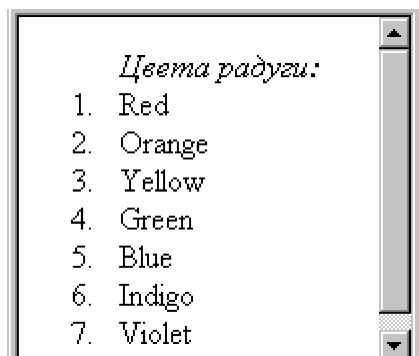 Цвета радуги:
1. Red
2. Orange
3. Yellow
4. Green
5. Blue
6. Indigo
7. Violet